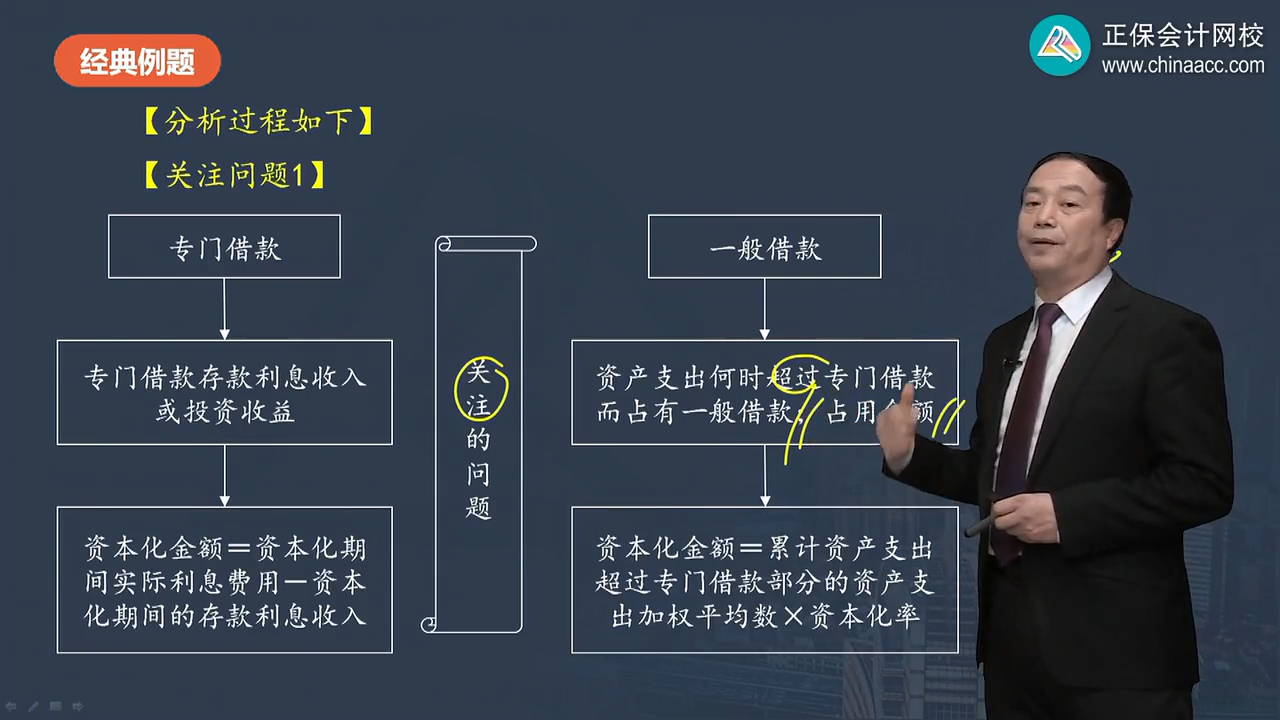 经典例题
正保会计网校
www.chinaacc.com
【分析过程如下】
【关注问题1】
专门借款
专门借款存款利息收入
或投资收益
资本化金额＝资本化期
间实际利息费用－资本
化期间的存款利息收入
关注的问题
一般借款
资产支出何时超过专门借款
而占有一般借款；占用金额
资本化金额＝累计资产支出
超过专门借款部分的资产支
出加权平均数×资本化率